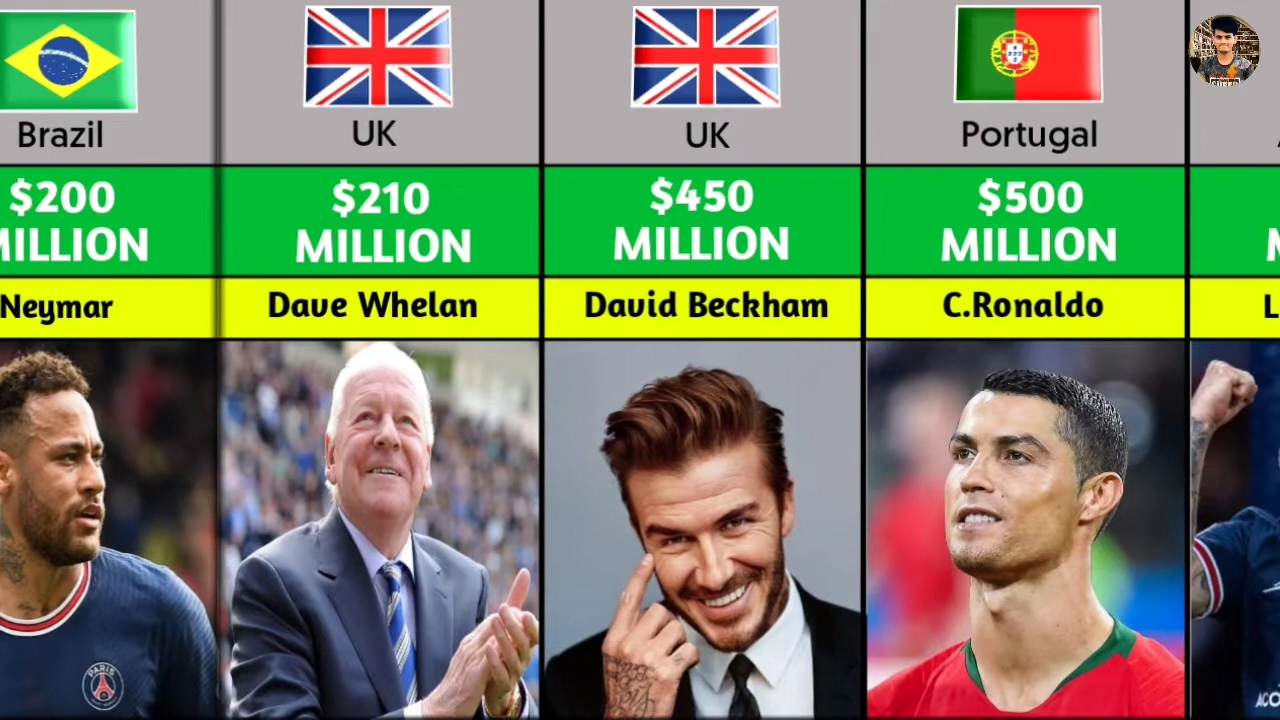 Brazil
$200
MILLION
Neymar
UK
$210
MILLION
Dave Whelan
PARIS
UK
$450
MILLION
David Beckham
Portugal
$500
MILLION
C.Ronaldo
M
L